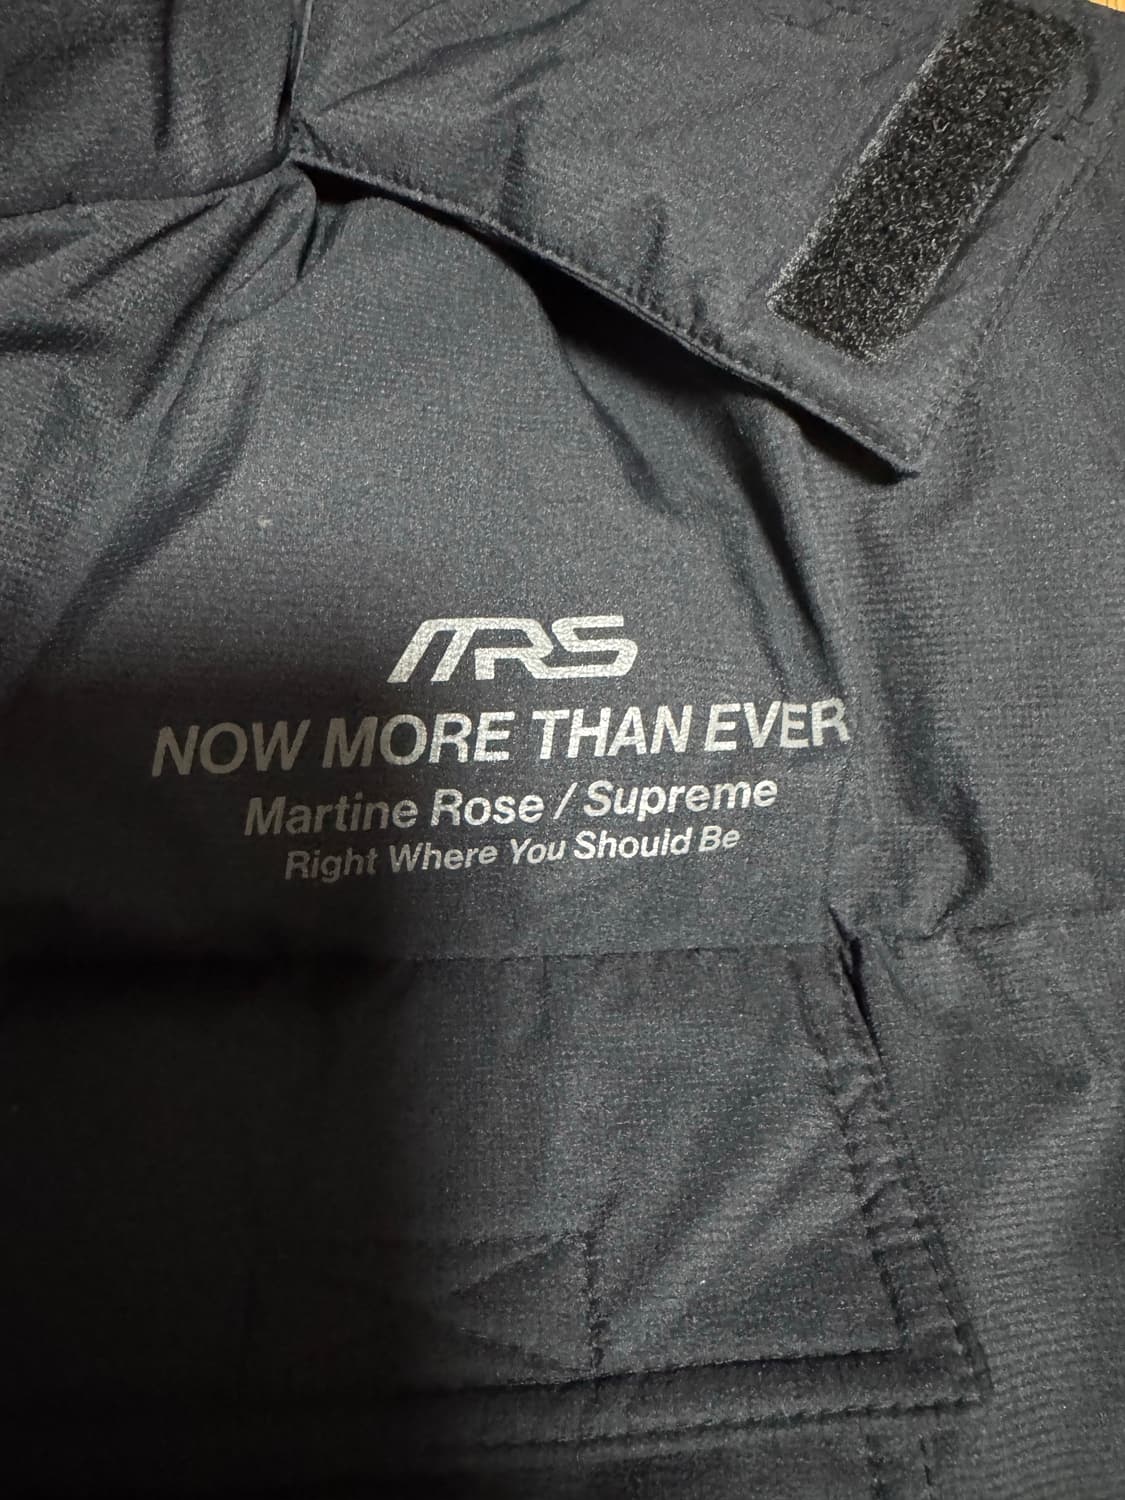 MRS
NOW MORE THAN EVER
Martine Rose / Supreme
Right Where You Should Be